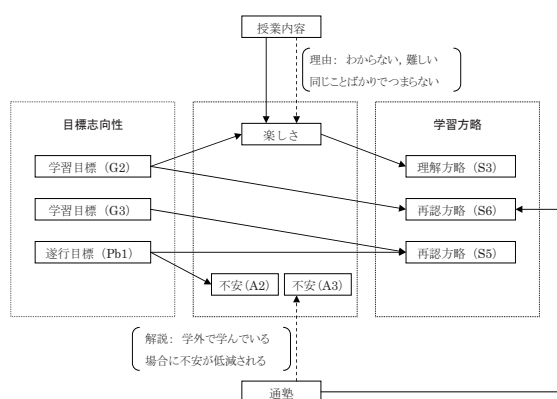 授業内容
理由： わからない, 難しい
同じことばかりでつまらない
目標志向性
学習方略
楽しさ
学習目標（G2）
理解方略（S3）
学習目標（G3）
再認方略（S6）
遂行目標（Pb1）
再認方略（S5）
不安（A2）
不安（A3）
解説： 学外で学んでいる
場合に不安が低減される
通塾